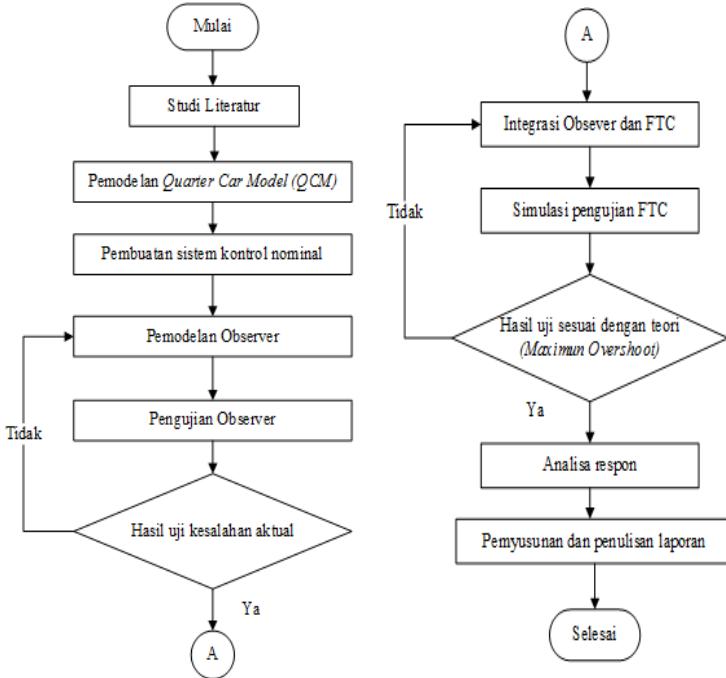 Mulai
Studi Literatur
Pemodelan Quarter Car Model (QCM)
Pembuatan sistem kontrol nominal
Pemodelan Observer
Pengujian Observer
Tidak
Hasil uji kesalahan aktual
Ya
A
A
Integrasi Obsever dan FTC
Tidak
Simulasi pengujian FTC
Hasil uji sesuai dengan teori
(Maximun Overshoot)
Ya
Analisa respon
Pemyusunan dan penulisan laporan
Selesai